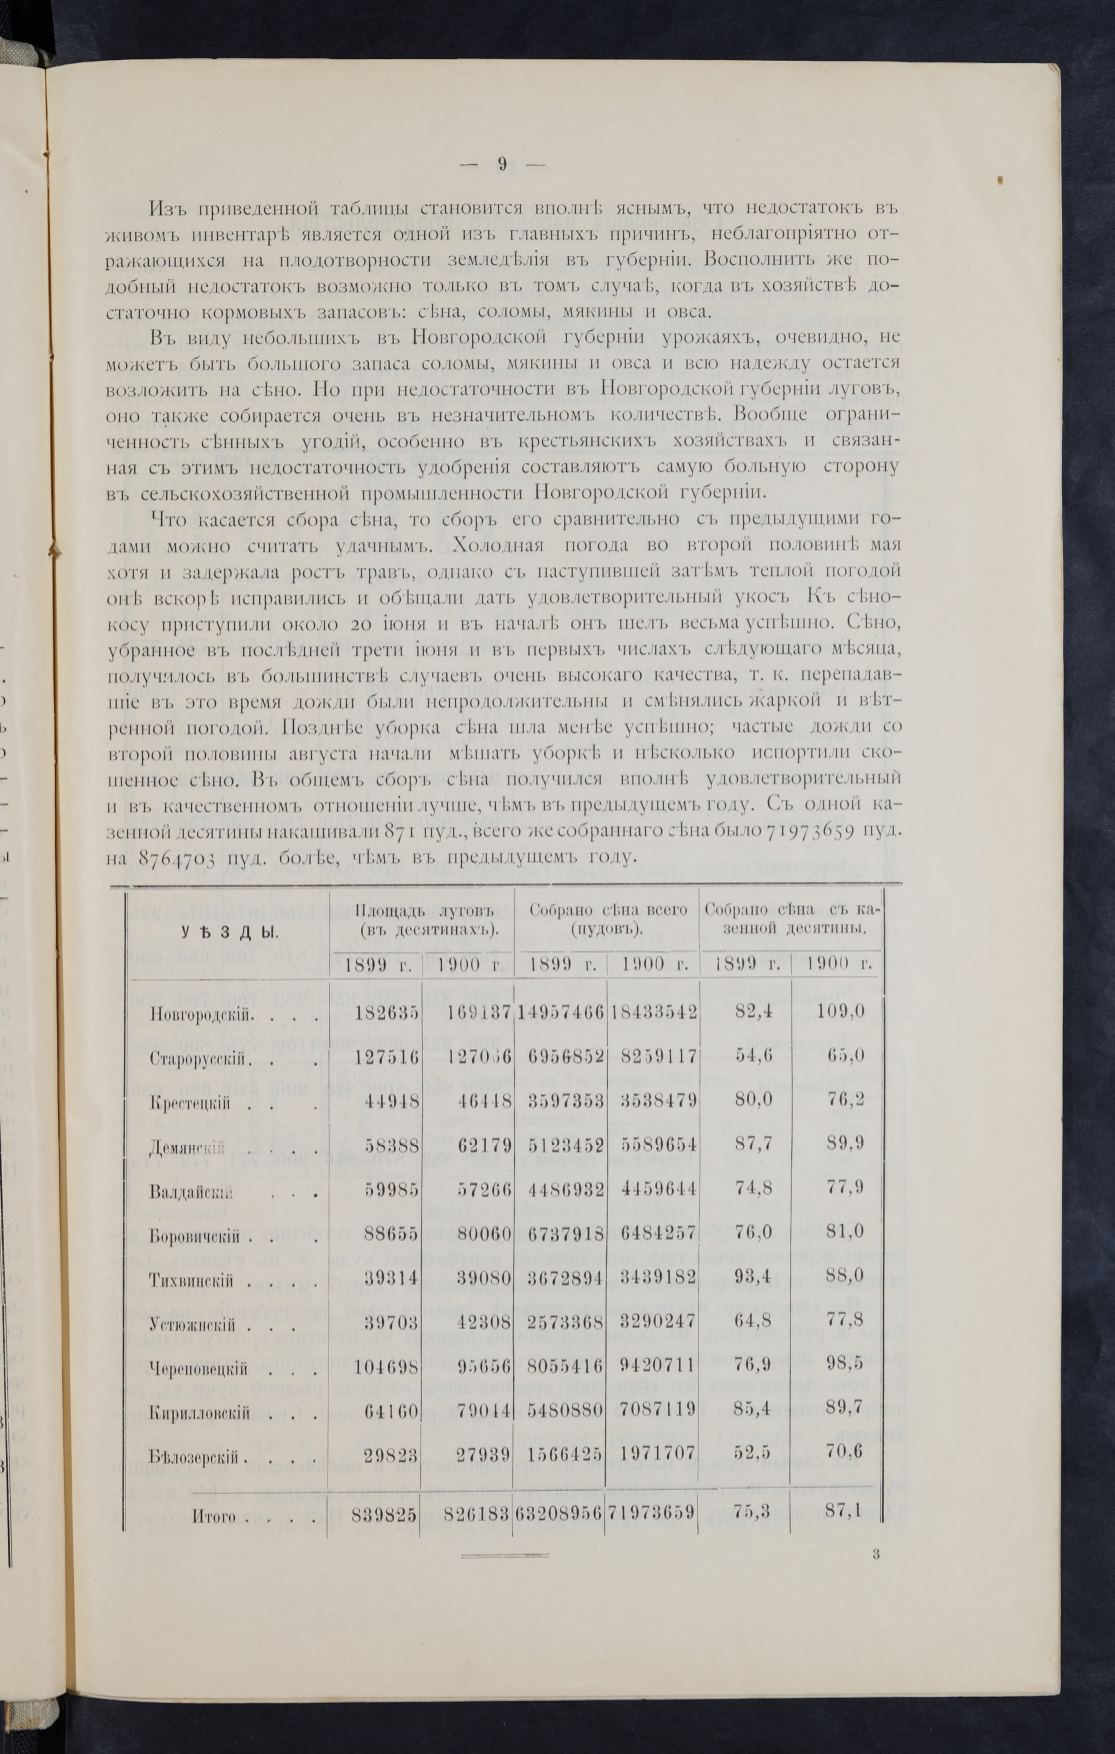 — 9 —
Изъ приведенной таблицы становится вполнѣ яснымъ, что недостатокъ въ
живомъ инвентарѣ является одной изъ главныхъ причинъ, неблагопріятно от-
ражающихся на плодотворности земледѣлія въ губерніи. Восполнить же по-
добный недостатокъ возможно только въ томъ случаѣ, когда въ хозяйствѣ до-
статочно кормовыхъ запасовъ: сѣна, соломы, мякины и овса.
Въ виду небольшихъ въ Новгородской губерніи урожаяхъ, очевидно, не
можетъ быть большого запаса соломы, мякины и овса и всю надежду остается
возложить на сѣно. Но при недостаточности въ Новгородской губерніи луговъ,
оно также собирается очень въ незначительномъ количествѣ. Вообще ограни-
ченность сѣнныхъ угодій, особенно въ крестьянскихъ хозяйствахъ и связан-
ная съ этимъ недостаточность удобренія составляютъ самую больную сторону
въ сельскохозяйственной промышленности Новгородской губерніи.
Что касается сбора сѣна, то сборъ его сравнительно съ предыдущими го-
дами можно считать удачнымъ. Холодная погода во второй половинѣ мая
хотя и задержала ростъ травъ, однако съ наступившей затѣмъ теплой погодой
онѣ вскорѣ исправились и обѣщали дать удовлетворительный укосъ Къ сѣно-
косу приступили около 20 іюня и въ началѣ онъ шелъ весьма успѣшно. Сѣно,
убранное въ послѣдней трети іюня и въ первыхъ числахъ слѣдующаго мѣсяца,
получилось въ большинствѣ случаевъ очень высокаго качества, т. к. перепадав-
шіе въ это время дожди были непродолжительны и смѣнялись жаркой и вѣт-
ренной погодой. Позднѣе уборка сѣна шла менѣе успѣшно; частые дожди со
второй половины августа начали мѣшать уборкѣ и нѣсколько испортили ско-
шенное сѣно. Въ общемъ сборъ сѣна получился вполнѣ удовлетворительный
и въ качественномъ отношеніи лучше, чѣмъ въ предыдущемъ году. Съ одной ка-
зенной десятины накашивали 871 пуд., всего же собраннаго сѣна было 71973659 пуд.
на 8764703 пуд. болѣе, чѣмъ въ предыдущемъ году.
УѢЗДЫ. Площадь луговъ (въ десятинахъ). Собрано сѣна всего (пудовъ). Собрано сѣна съ ка-зенной десятины.
1899 г. 1900 г 1899 г. 1900 г. 1899 г. 1900 г.
Новгородскій. . . . 182635 169137 14957466 18433542 82,4 109,0
Старорусскій. . . 127516 127036 6956852 8259117 54,6 65,0
Крестецкій . . . 44948 46448 3597353 3538479 80,0 76,2
Демянскій . . . . 58388 62179 5123452 5589654 87,7 89,9
Валдайскій . . . 59985 57266 4486932 4459644 74,8 77,9
Боровичскій . . . 88655 80060 6737918 6484257 76,0 81,0
Тихвинскій . . . . 39314 39080 3672894 3439182 93,4 88,0
Устюжнскій . . . 39703 42308 2573368 3290247 64,8 77,8
Череповецкій . . . 104698 95656 8055416 9420711 76,9 98,5
Кирилловскій . . . 64160 79044 5480880 7087119 85,4 89,7
Бѣлозерскій . . . . 29823 27939 1566425 1971707 52,5 70,6
Итого . . . . 839825 826183 63208956 71973659 75,3 87,1
3